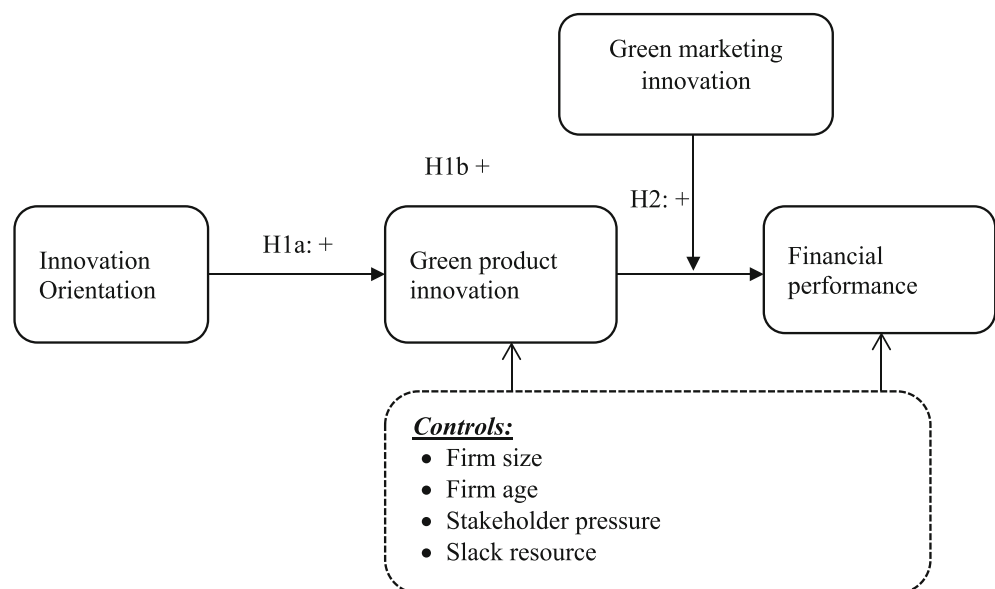 Green marketing
innovation
H1b +
H2: +
H1a: +
Innovation
Orientation
Green product
innovation
Financial
performance
Controls:
• Firm size
• Firm age
• Stakeholder pressure
• Slack resource